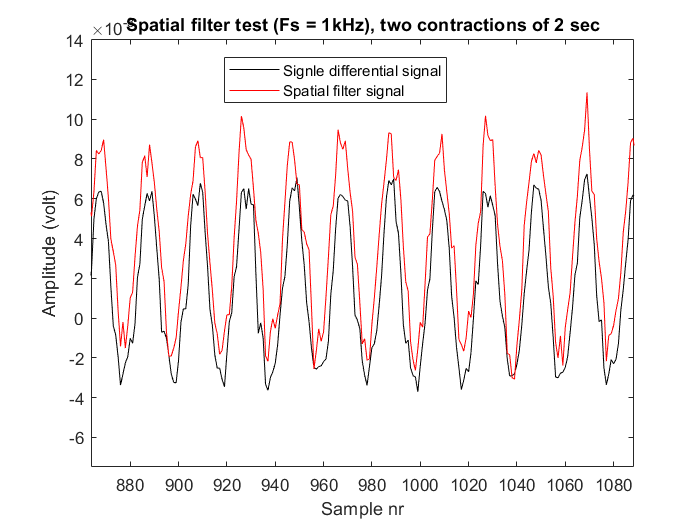 ×10
Spatial filter test (Fs = 1kHz), two contractions of 2 sec
14
12
10
8
6
4
2
0
-2
-4
-6
Amplitude (volt)
Signle differential signal
Spatial filter signal
880 900 920 940 960 980 1000 1020 1040 1060 1080
Sample nr